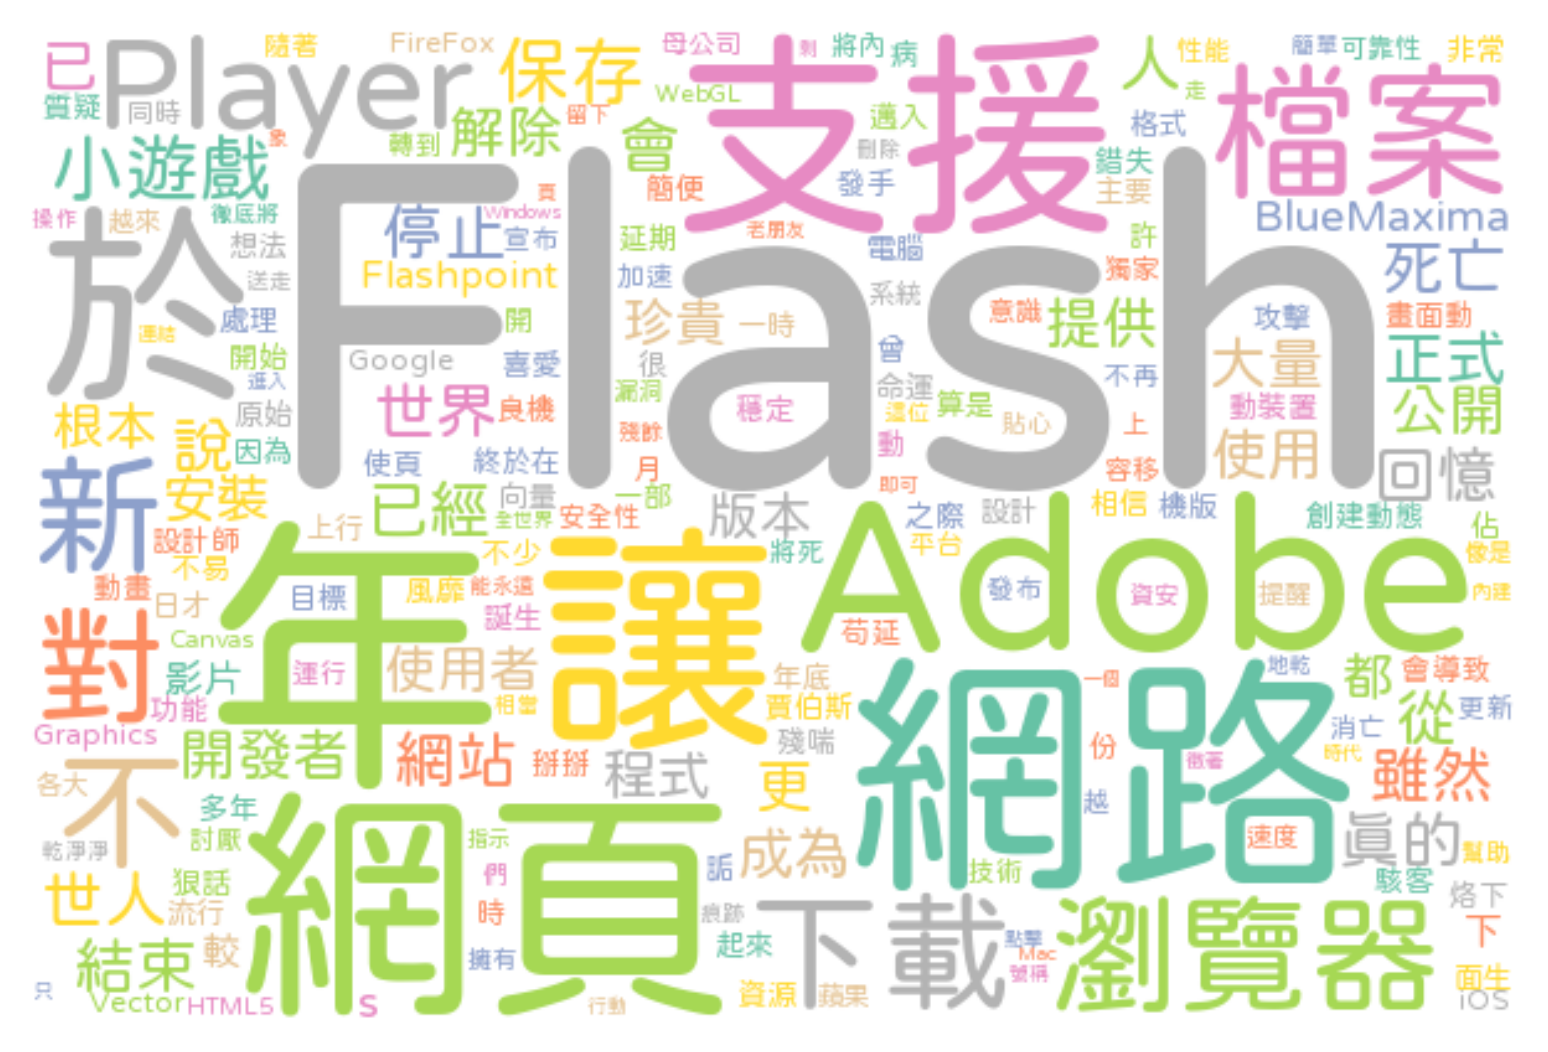 已
Player
隨著
FireFox
保存
母公司
支援
剩
將內
病
人
性能
簡單
可靠性
非常
質疑
同時
WebGL
檔案
小遊戲
象
轉到
解除
留下
會
邁入
刪除
走
格式
錯失
操作
越來
徹底將
頁
Windows
簡便
發手
主要
BlueMaxima
於
Flash
想法
停止
宣布
延期
老朋友
電腦
許
死亡
送走
Flashpoint
加速
系統
獨家
處理
連結
開
珍貴
一時
意識
提供
攻擊
畫面動
開始
Google
喜愛
很
曾
不再
大量
正式
進入
世界
良機
漏洞
命運
根本
說
原始
殘餘
穩定
這位
算是
貼心
上
動裝置
公開
因為
使頁
終於在
月
動
容移
使用
回憶
新
安裝
已經
向量
一部
即可
全世界
安全性
版本
之際
設計
相信
機版
創建動態
佔
設計師
上行
不少
讓
將死
平台
Adobe
像是
不易
年
動畫
日才
目標
風靡
能永遠
發布
資安
提醒
內建
對
Canvas
誕生
苟延
影片
運行
使用者
年底
網路
一個
地乾
都
會導致
功能
相當
賈伯斯
從
更新
Graphics
開發者
網站
掰掰
殘喘
份
徵著
消亡
時代
各大
不
程式
更
越
雖然
多年
網頁
討厭
指示
成為
速度
真的
幫助
乾淨淨
世人
狠話
們
詬
技術
駭客
烙下
流行
時
痕跡
下載
瀏覽器
下
結束
較
擁有
起來
點擊
Mac
號稱
面生
只
Vector
HTML5
s
行動
資源
蘋果
iOS